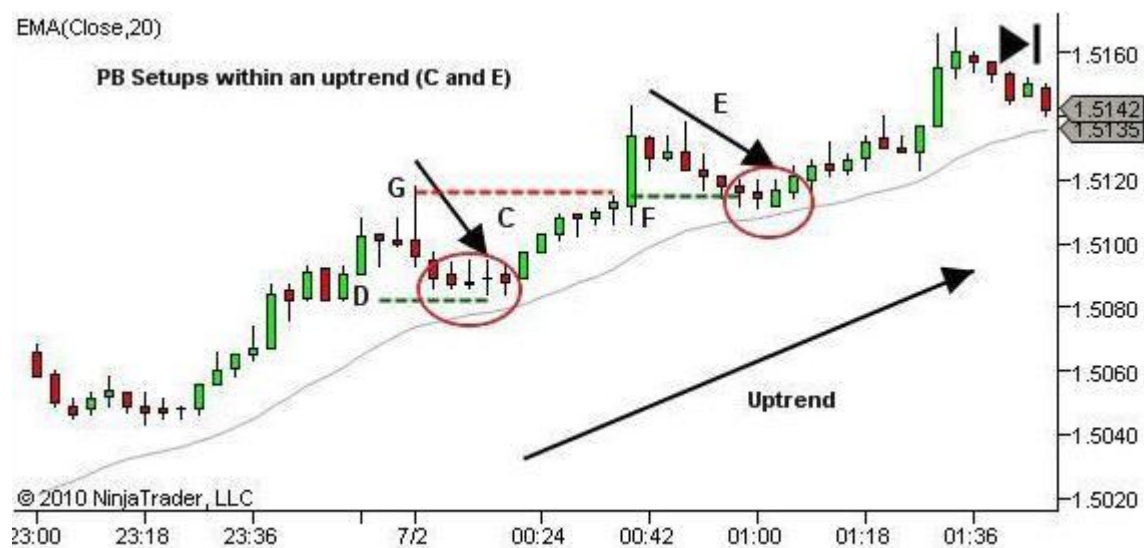 EMA(Close,20)
PB Setups within an uptrend (C and E)
1.5160
1.5142
1.5135
E
1.5120
G
C
F
1.5100
D
1.5080
1.5060
Uptrend
1.5040
© 2010 NinjaTrader, LLC
1.5020
23:00 23:18 23:36 7/2 00:24 00:42 01:00 01:18 01:36